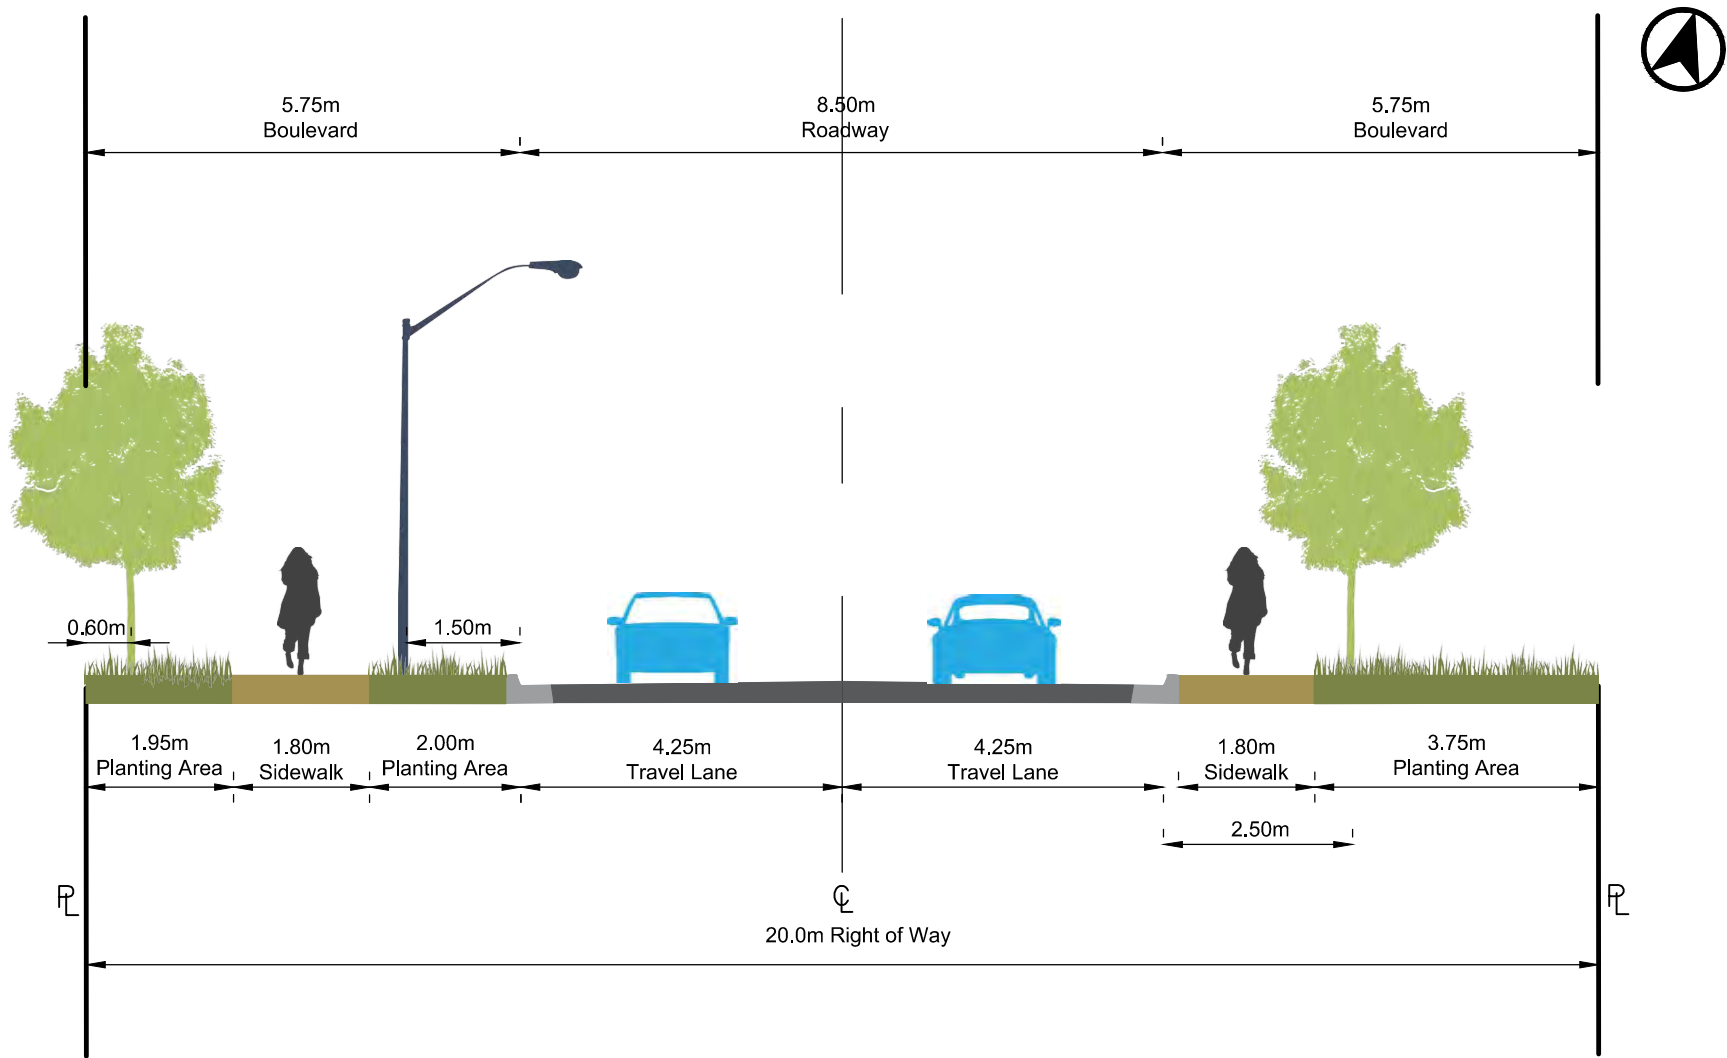 5.75m
Boulevard
8.50m
Roadway
5.75m
Boulevard
0.60m
1.50m
1.95m
Planting Area
1.80m
Sidewalk
2.00m
Planting Area
4.25m
Travel Lane
4.25m
Travel Lane
1.80m
Sidewalk
3.75m
Planting Area
2.50m
PL
CL
PL
20.0m Right of Way